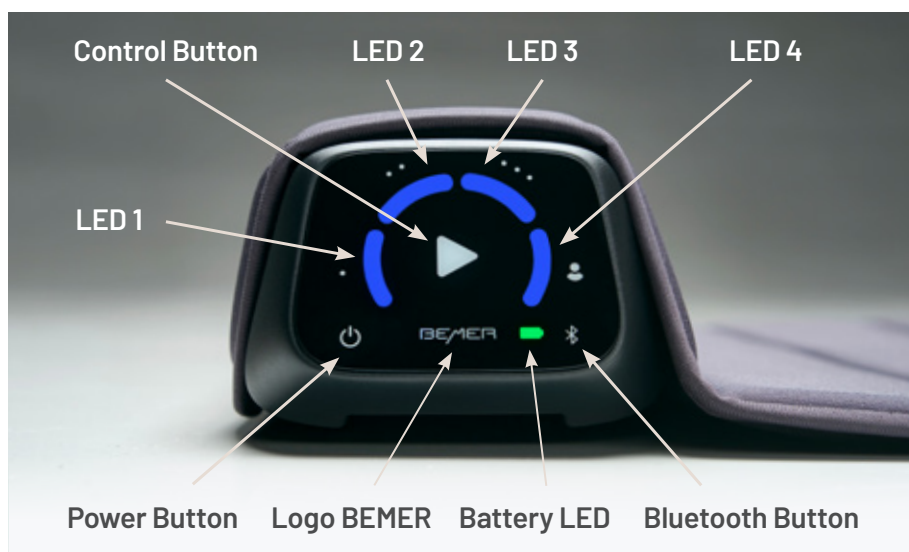 Control Button
LED 2
LED 3
LED 4
LED 1
BEMER
Power Button
Logo BEMER
Battery LED
Bluetooth Button